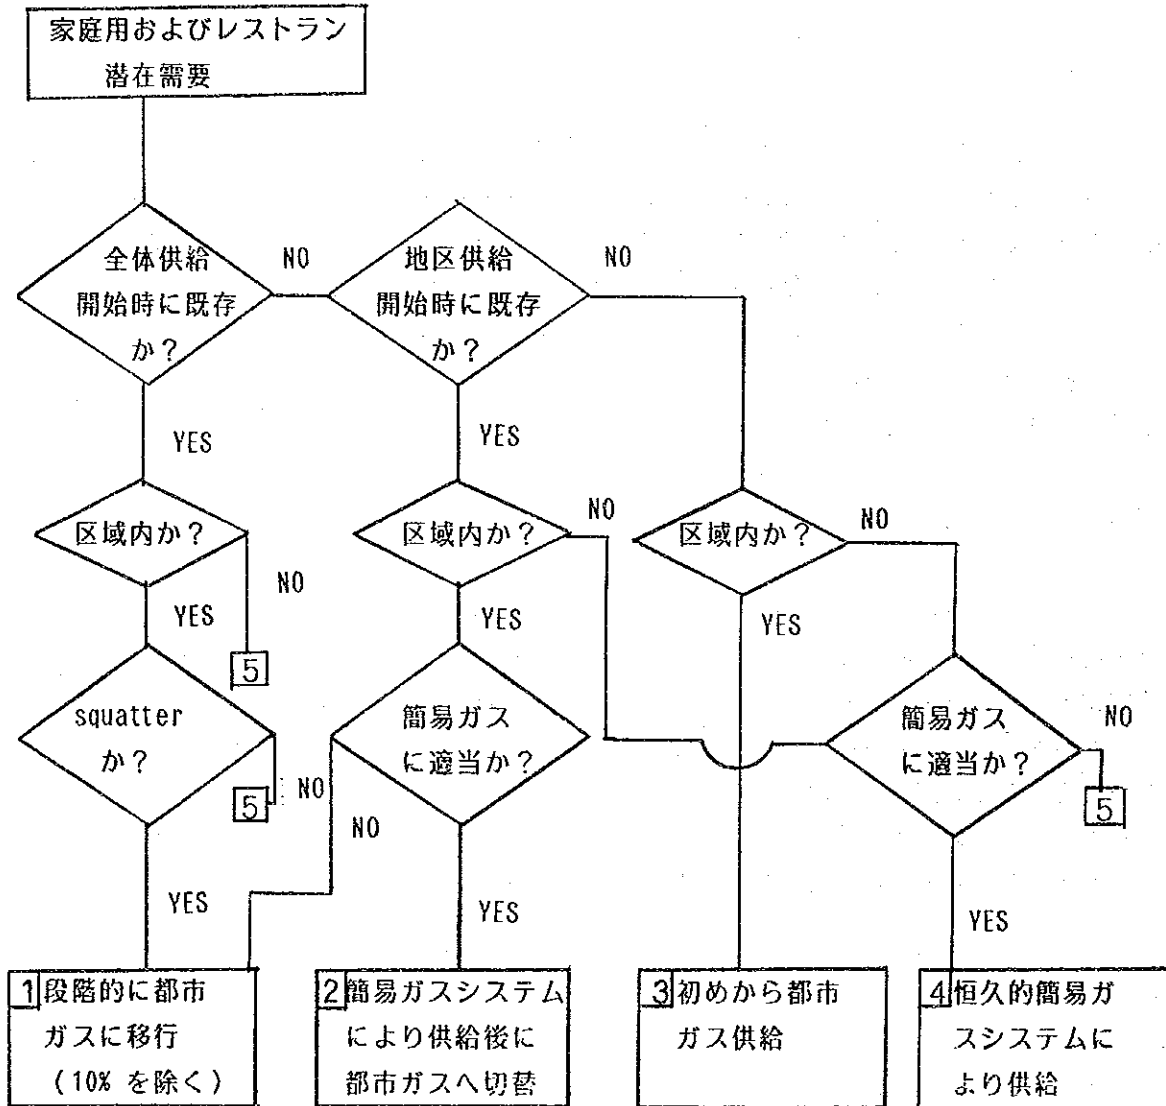 家庭用およびレストラン
潜在需要
全体供給
開始時に既存
か？
NO
地区供給
開始時に既存
か？
NO
YES
YES
区域内か？
NO
区域内か？
NO
区域内か？
NO
YES
YES
YES
5
squatter
か？
NO
5
簡易ガス
に適当か？
NO
簡易ガス
に適当か？
NO
5
YES
YES
YES
1 段階的に都市
ガスに移行
（10% を除く）
2 簡易ガスシステム
により供給後に
都市ガスへ切替
3 初めから都市
ガス供給
4 恒久的簡易ガ
スシステムに
より供給